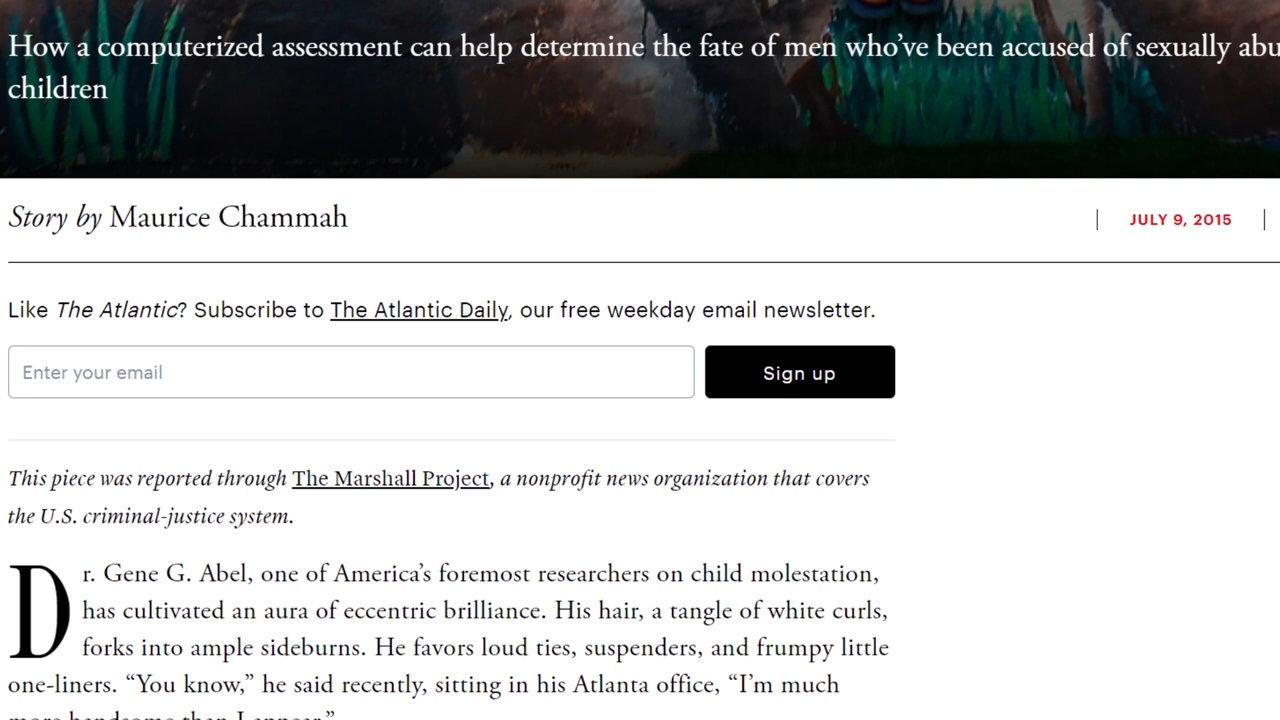 How a computerized assessment can help determine the fate of men who’ve been accused of sexually abu
children
Story by Maurice Chammah
JULY 9, 2015
Like The Atlantic? Subscribe to The Atlantic Daily, our free weekday email newsletter.
Enter your email
Sign up
This piece was reported through The Marshall Project, a nonprofit news organization that covers
the U.S. criminal-justice system.
Dr. Gene G. Abel, one of America’s foremost researchers on child molestation,
has cultivated an aura of eccentric brilliance. His hair, a tangle of white curls,
forks into ample sideburns. He favors loud ties, suspenders, and frumpy little
one-liners. “You know,” he said recently, sitting in his Atlanta office, “I’m much
more handsome than I appear.”